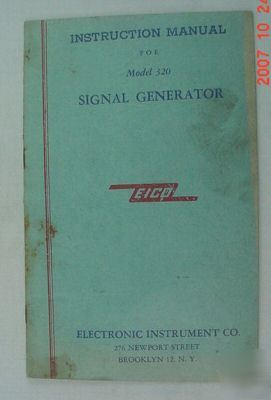 INSTRUCTION MANUAL
FOR
Model 320
SIGNAL GENERATOR
EICO
ELECTRONIC INSTRUMENT CO.
276 NEWPORT STREET
BROOKLYN 12, N. Y.
2007 10 24